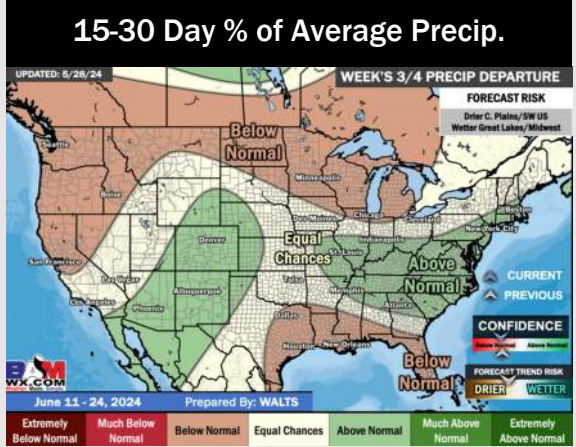 15-30 Day % of Average Precip.
UPDATED: 5/28/24
WEEK'S 3/4 PRECIP DEPARTURE
FORECAST RISK
Drier C. Plains/SW US
Wetter Great Lakes/Midwest
Seattle
Below
Normal
Minneapolis
Boise
Boston
Des Moines
Chicago
Cleveland
New York City
Denver
Equal
Chances
Indianapolis
St. Louis
San Francisco
Las Vegas
Above
Normal
CURRENT
PREVIOUS
Tulsa
Albuquerque
Memphis
Los Angeles
Phoenix
Atlanta
Dallas
CONFIDENCE
Below Normal
Above Normal
Houston
New Orleans
Below
Normal
FORECAST TREND RISK
DRIER
WETTER
BAM
WX.COM
June 11 - 24, 2024
Prepared By: WALTS
Extremely
Below Normal
Much Below
Normal
Below Normal
Equal Chances
Above Normal
Much Above
Normal
Extremely
Above Normal